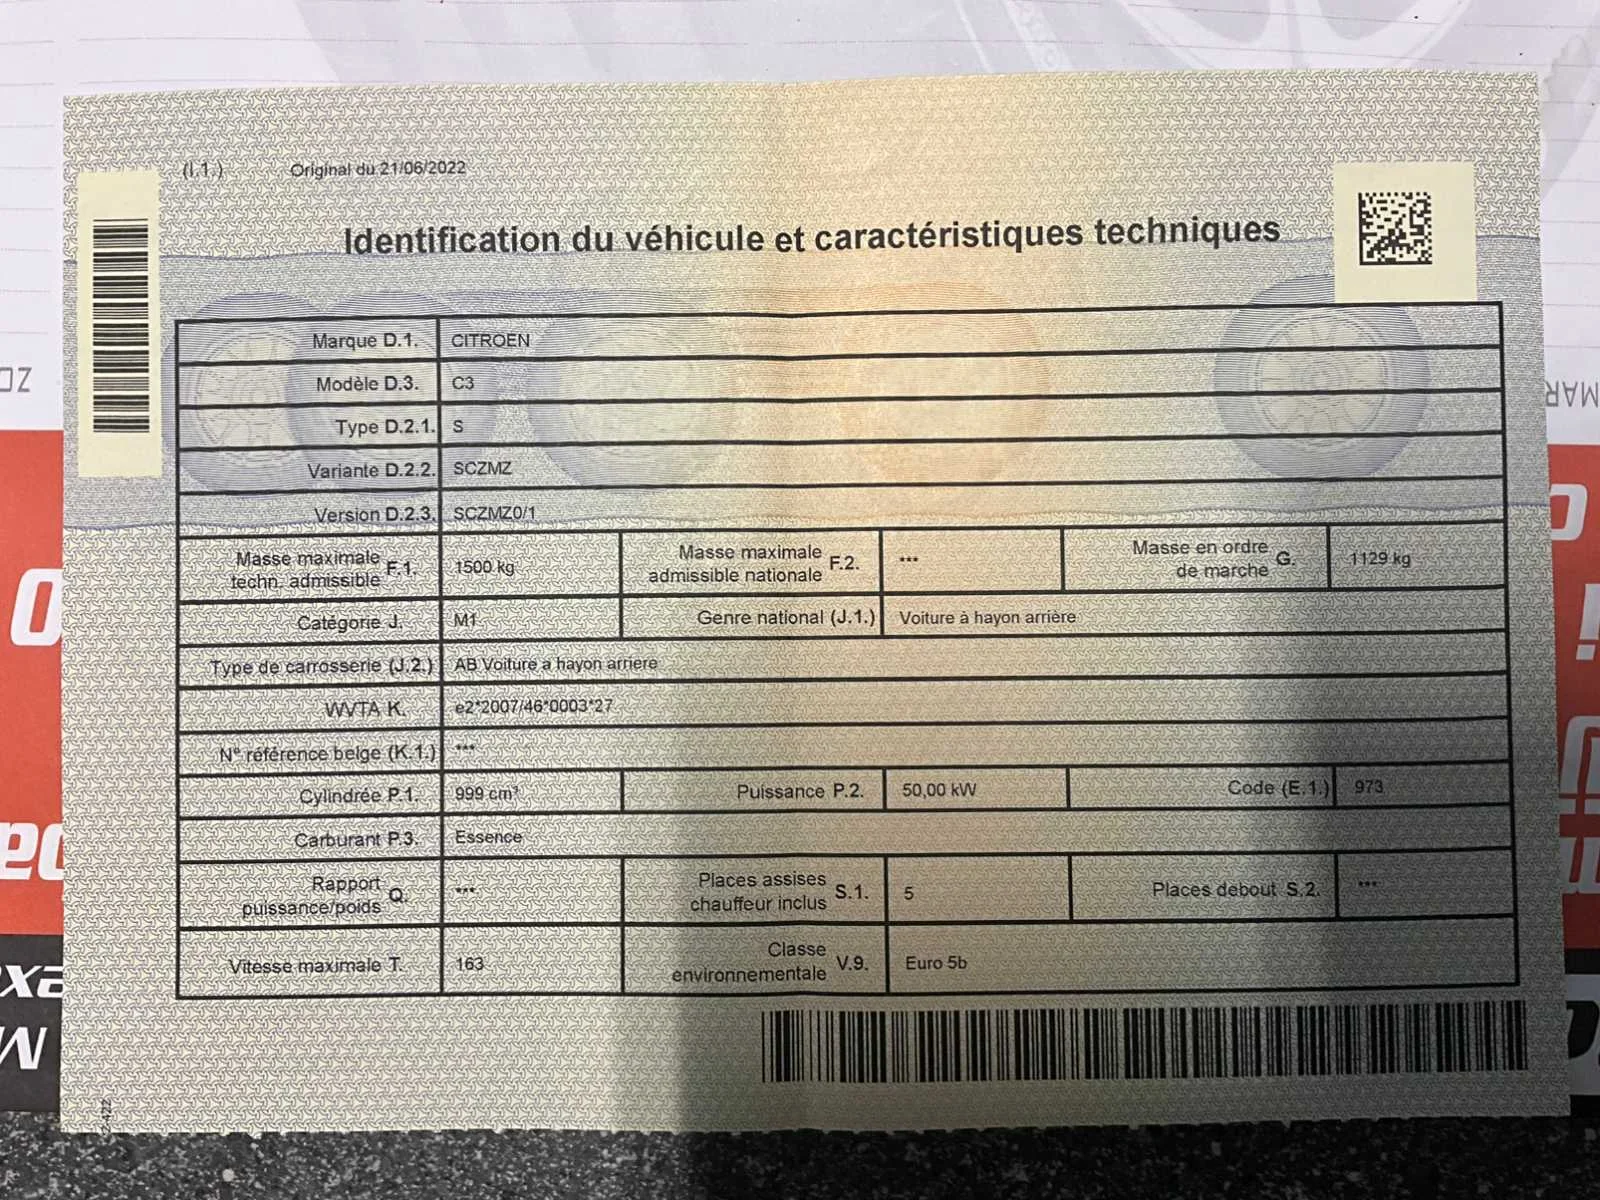 (I.1.) Original du 21/06/2022
Identification du véhicule et caractéristiques techniques
Marque D.1. CITROEN
Modèle D.3. C3
Type D.2.1. S
Variante D.2.2. SCZMZ
Version D.2.3. SCZMZ0/1
Masse maximale techn. admissible F.1. 1500 kg Masse maximale admissible nationale F.2. *** Masse en ordre de marche G. 1129 kg
Catégorie J. M1 Genre national (J.1.) Voiture à hayon arrière
Type de carrosserie (J.2.) AB Voiture a hayon arriere
WVTA K. e2*2007/46*0003*27
N° référence belge (K.1.) ***
Cylindrée P.1. 999 cm³ Puissance P.2. 50,00 kW Code (E.1.) 973
Carburant P.3. Essence
Rapport puissance/poids Q. *** Places assises chauffeur inclus S.1. 5 Places debout S.2. ***
Vitesse maximale T. 163 Classe environnementale V.9. Euro 5b